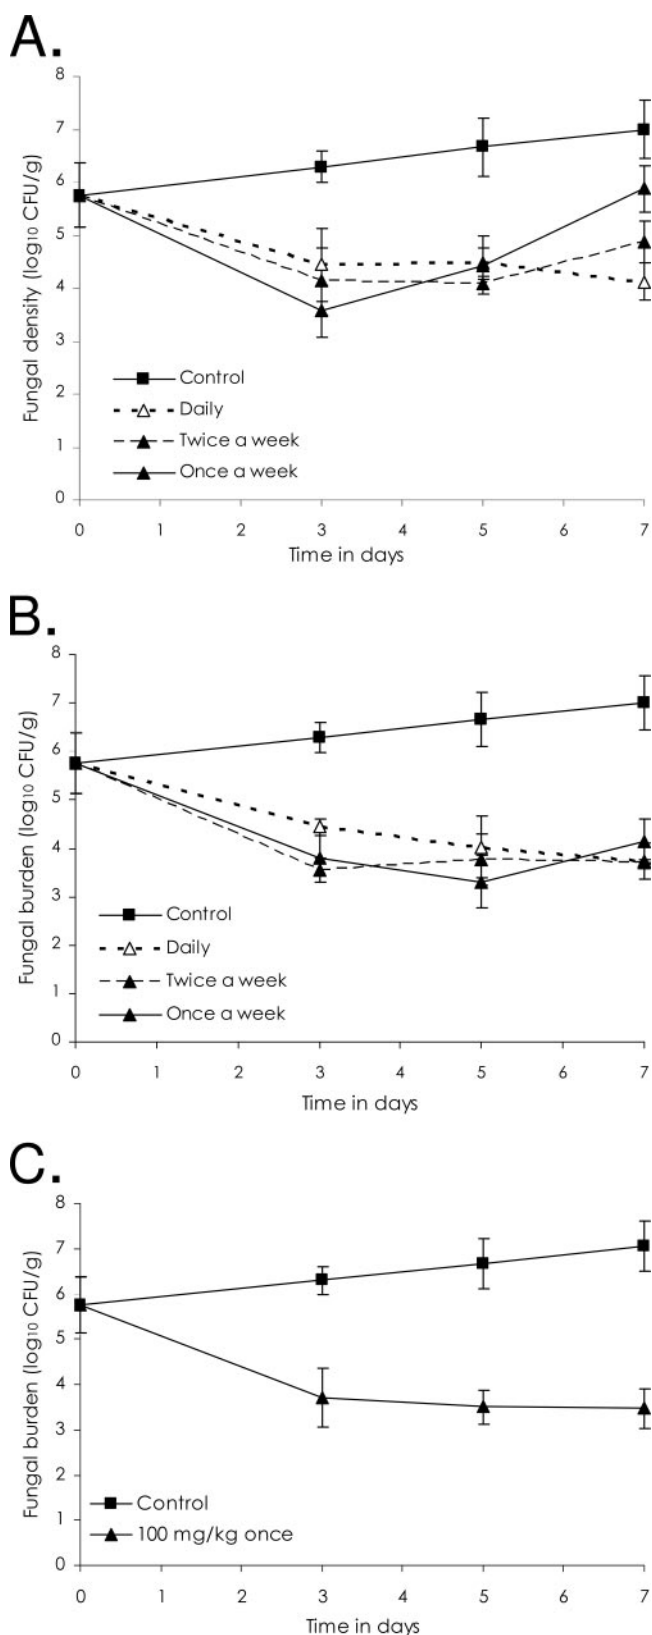 A.
8
7
6
5
4
3
2
1
0
Fungal density (log10 CFU/g)
Control
Daily
Twice a week
Once a week
0 1 2 3 4 5 6 7
Time in days
B.
8
7
6
5
4
3
2
1
0
Fungal burden (log10 CFU/g)
Control
Daily
Twice a week
Once a week
0 1 2 3 4 5 6 7
Time in days
C.
8
7
6
5
4
3
2
1
0
Fungal burden (log10 CFU/g)
Control
100 mg/kg once
0 1 2 3 4 5 6 7
Time in days